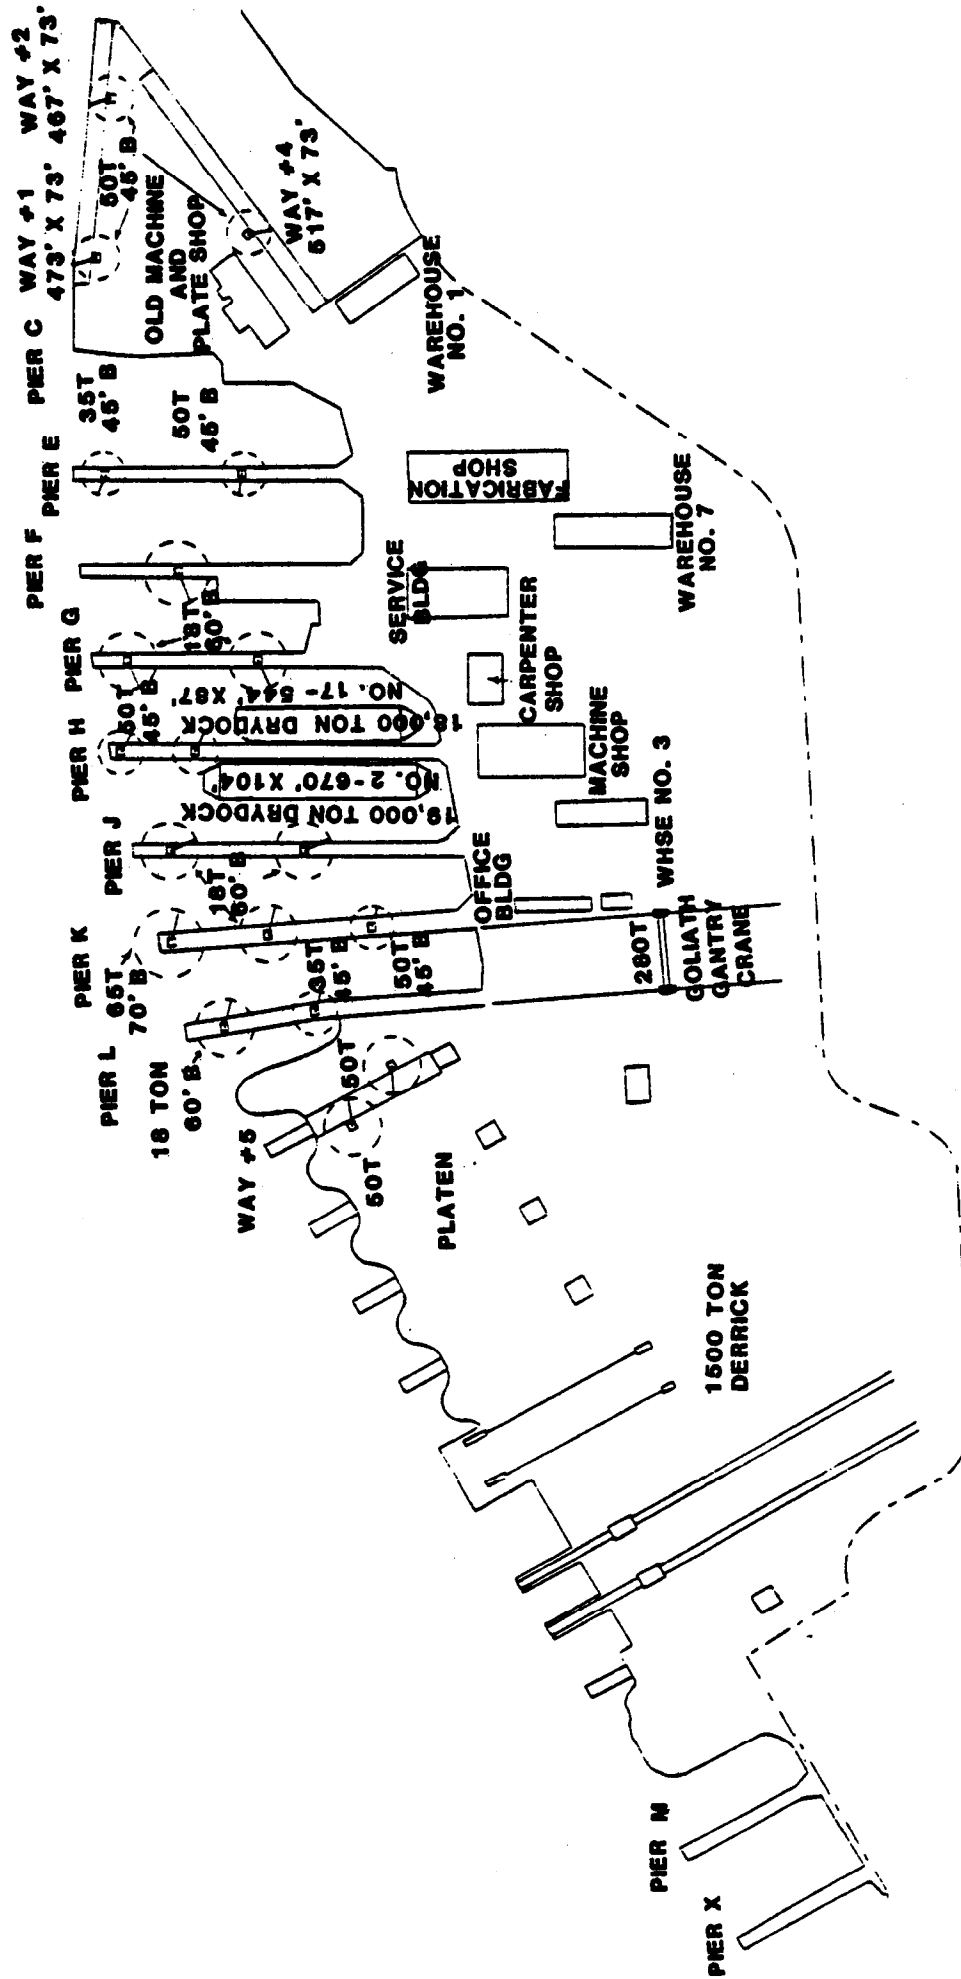 WAY #1
473' X 73'
WAY #2
467' X 73'
50T
45' B
OLD MACHINE
AND
PLATE SHOP
WAY #4
517' X 73'
WAREHOUSE
NO. 1
PIER C
35T
45' B
50T
45' B
PIER E
FABRICATION
SHOP
WAREHOUSE
NO. 7
PIER F
SERVICE
BLDG
PIER G
18T
60' B
CARPENTER
SHOP
NO. 17-544' X87'
18,000 TON DRYDOCK
PIER H
50T
45' B
MACHINE
SHOP
NO. 2-670' X104'
19,000 TON DRYDOCK
PIER J
18T
60' B
WHSE NO. 3
OFFICE
BLDG
PIER K
65T
70' B
35T
45' B
50T
45' B
280T
GOLIATH
GANTRY
CRANE
PIER L
18 TON
60' B
50T
WAY #5
50T
PLATEN
1500 TON
DERRICK
PIER M
PIER X